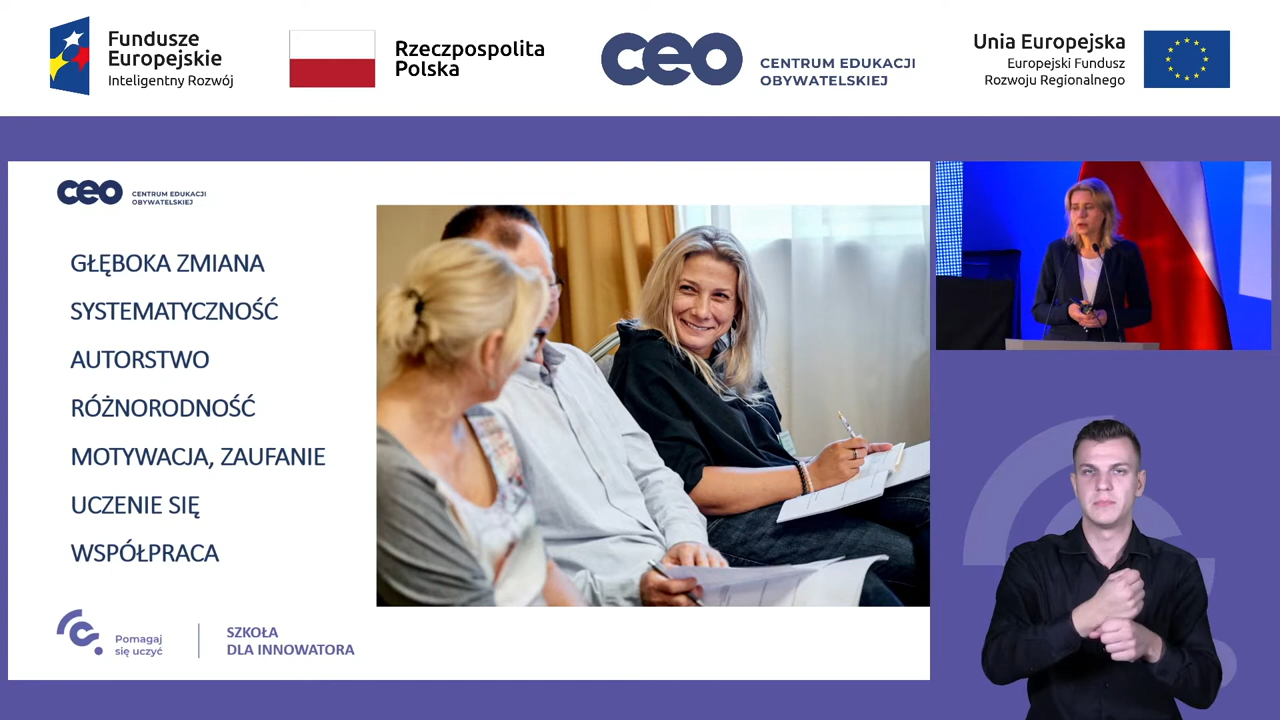 Fundusze
Europejskie
Inteligentny Rozwój
Rzeczpospolita
Polska
ceo
CENTRUM EDUKACJI
OBYWATELSKIEJ
Unia Europejska
Europejski Fundusz
Rozwoju Regionalnego
ceo
CENTRUM EDUKACJI
OBYWATELSKIEJ
GŁĘBOKA ZMIANA
SYSTEMATYCZNOŚĆ
AUTORSTWO
RÓŻNORODNOŚĆ
MOTYWACJA, ZAUFANIE
UCZENIE SIĘ
WSPÓŁPRACA
Pomagaj
się uczyć
SZKOŁA
DLA INNOWATORA